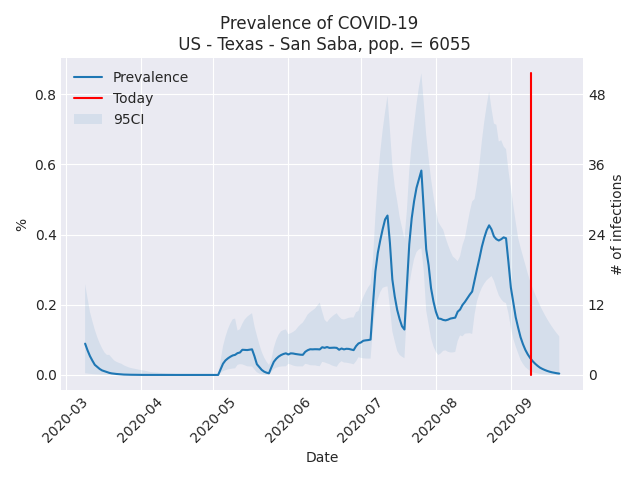 Prevalence of COVID-19
US - Texas - San Saba, pop. = 6055
Prevalence
Today
95CI
%
0.8
0.6
0.4
0.2
0.0
48
36
24
12
0
# of infections
2020-03
2020-04
2020-05
2020-06
2020-07
2020-08
2020-09
Date